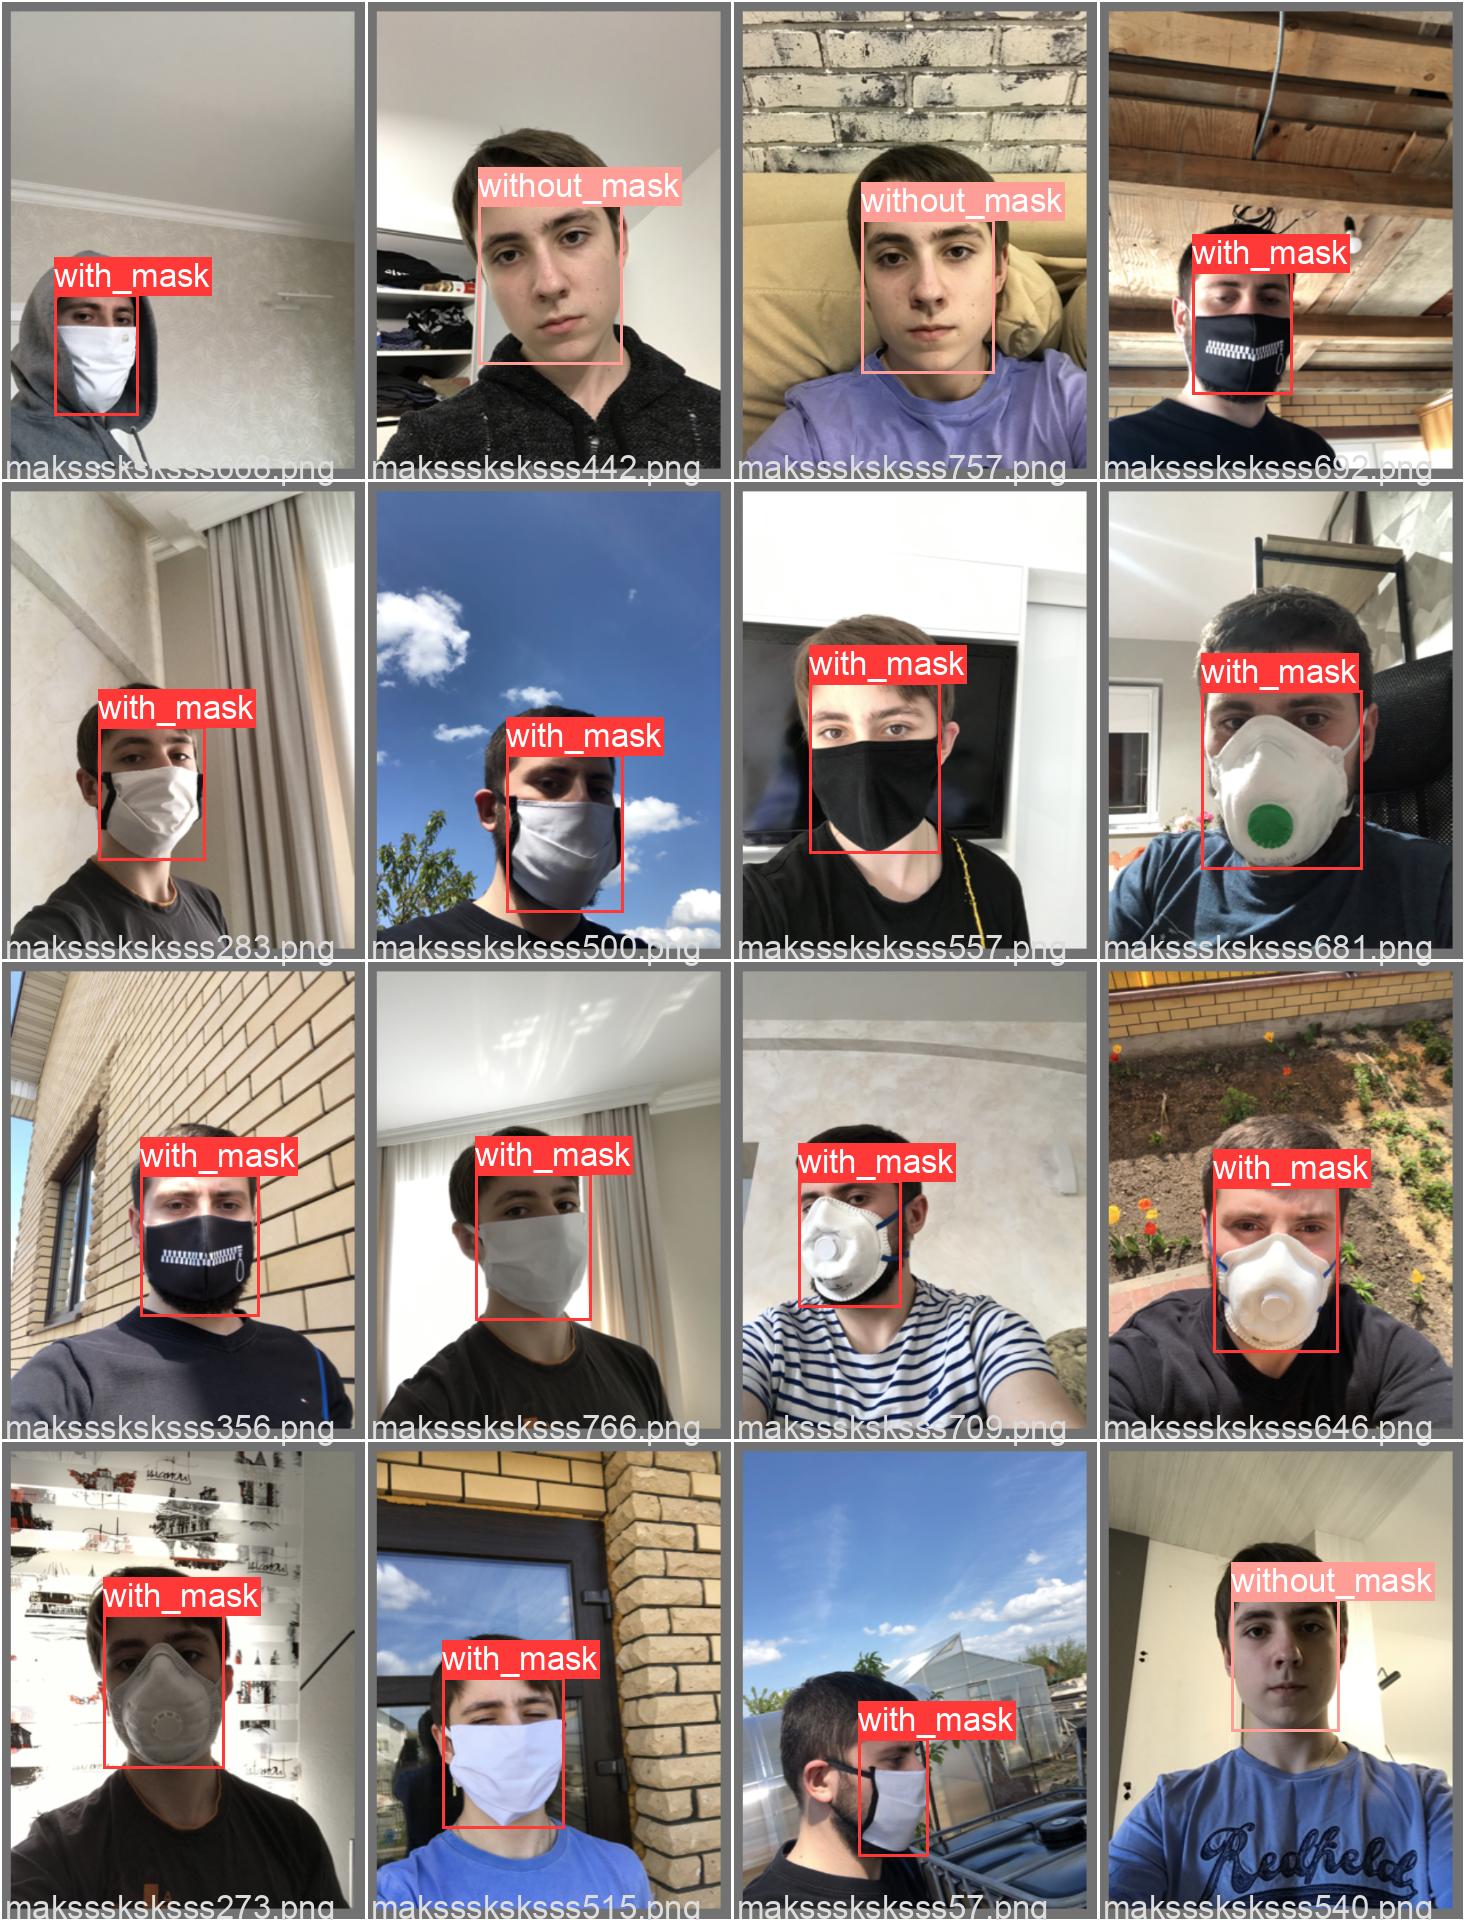 with_mask
maksssksksss608.png
without_mask
maksssksksss442.png
without_mask
maksssksksss757.png
with_mask
maksssksksss692.png
with_mask
maksssksksss283.png
with_mask
maksssksksss500.png
with_mask
maksssksksss557.png
with_mask
maksssksksss681.png
with_mask
maksssksksss356.png
with_mask
maksssksksss766.png
with_mask
maksssksksss709.png
with_mask
maksssksksss646.png
with_mask
maksssksksss273.png
with_mask
maksssksksss515.png
with_mask
maksssksksss57.png
without_mask
Redfield
maksssksksss540.png